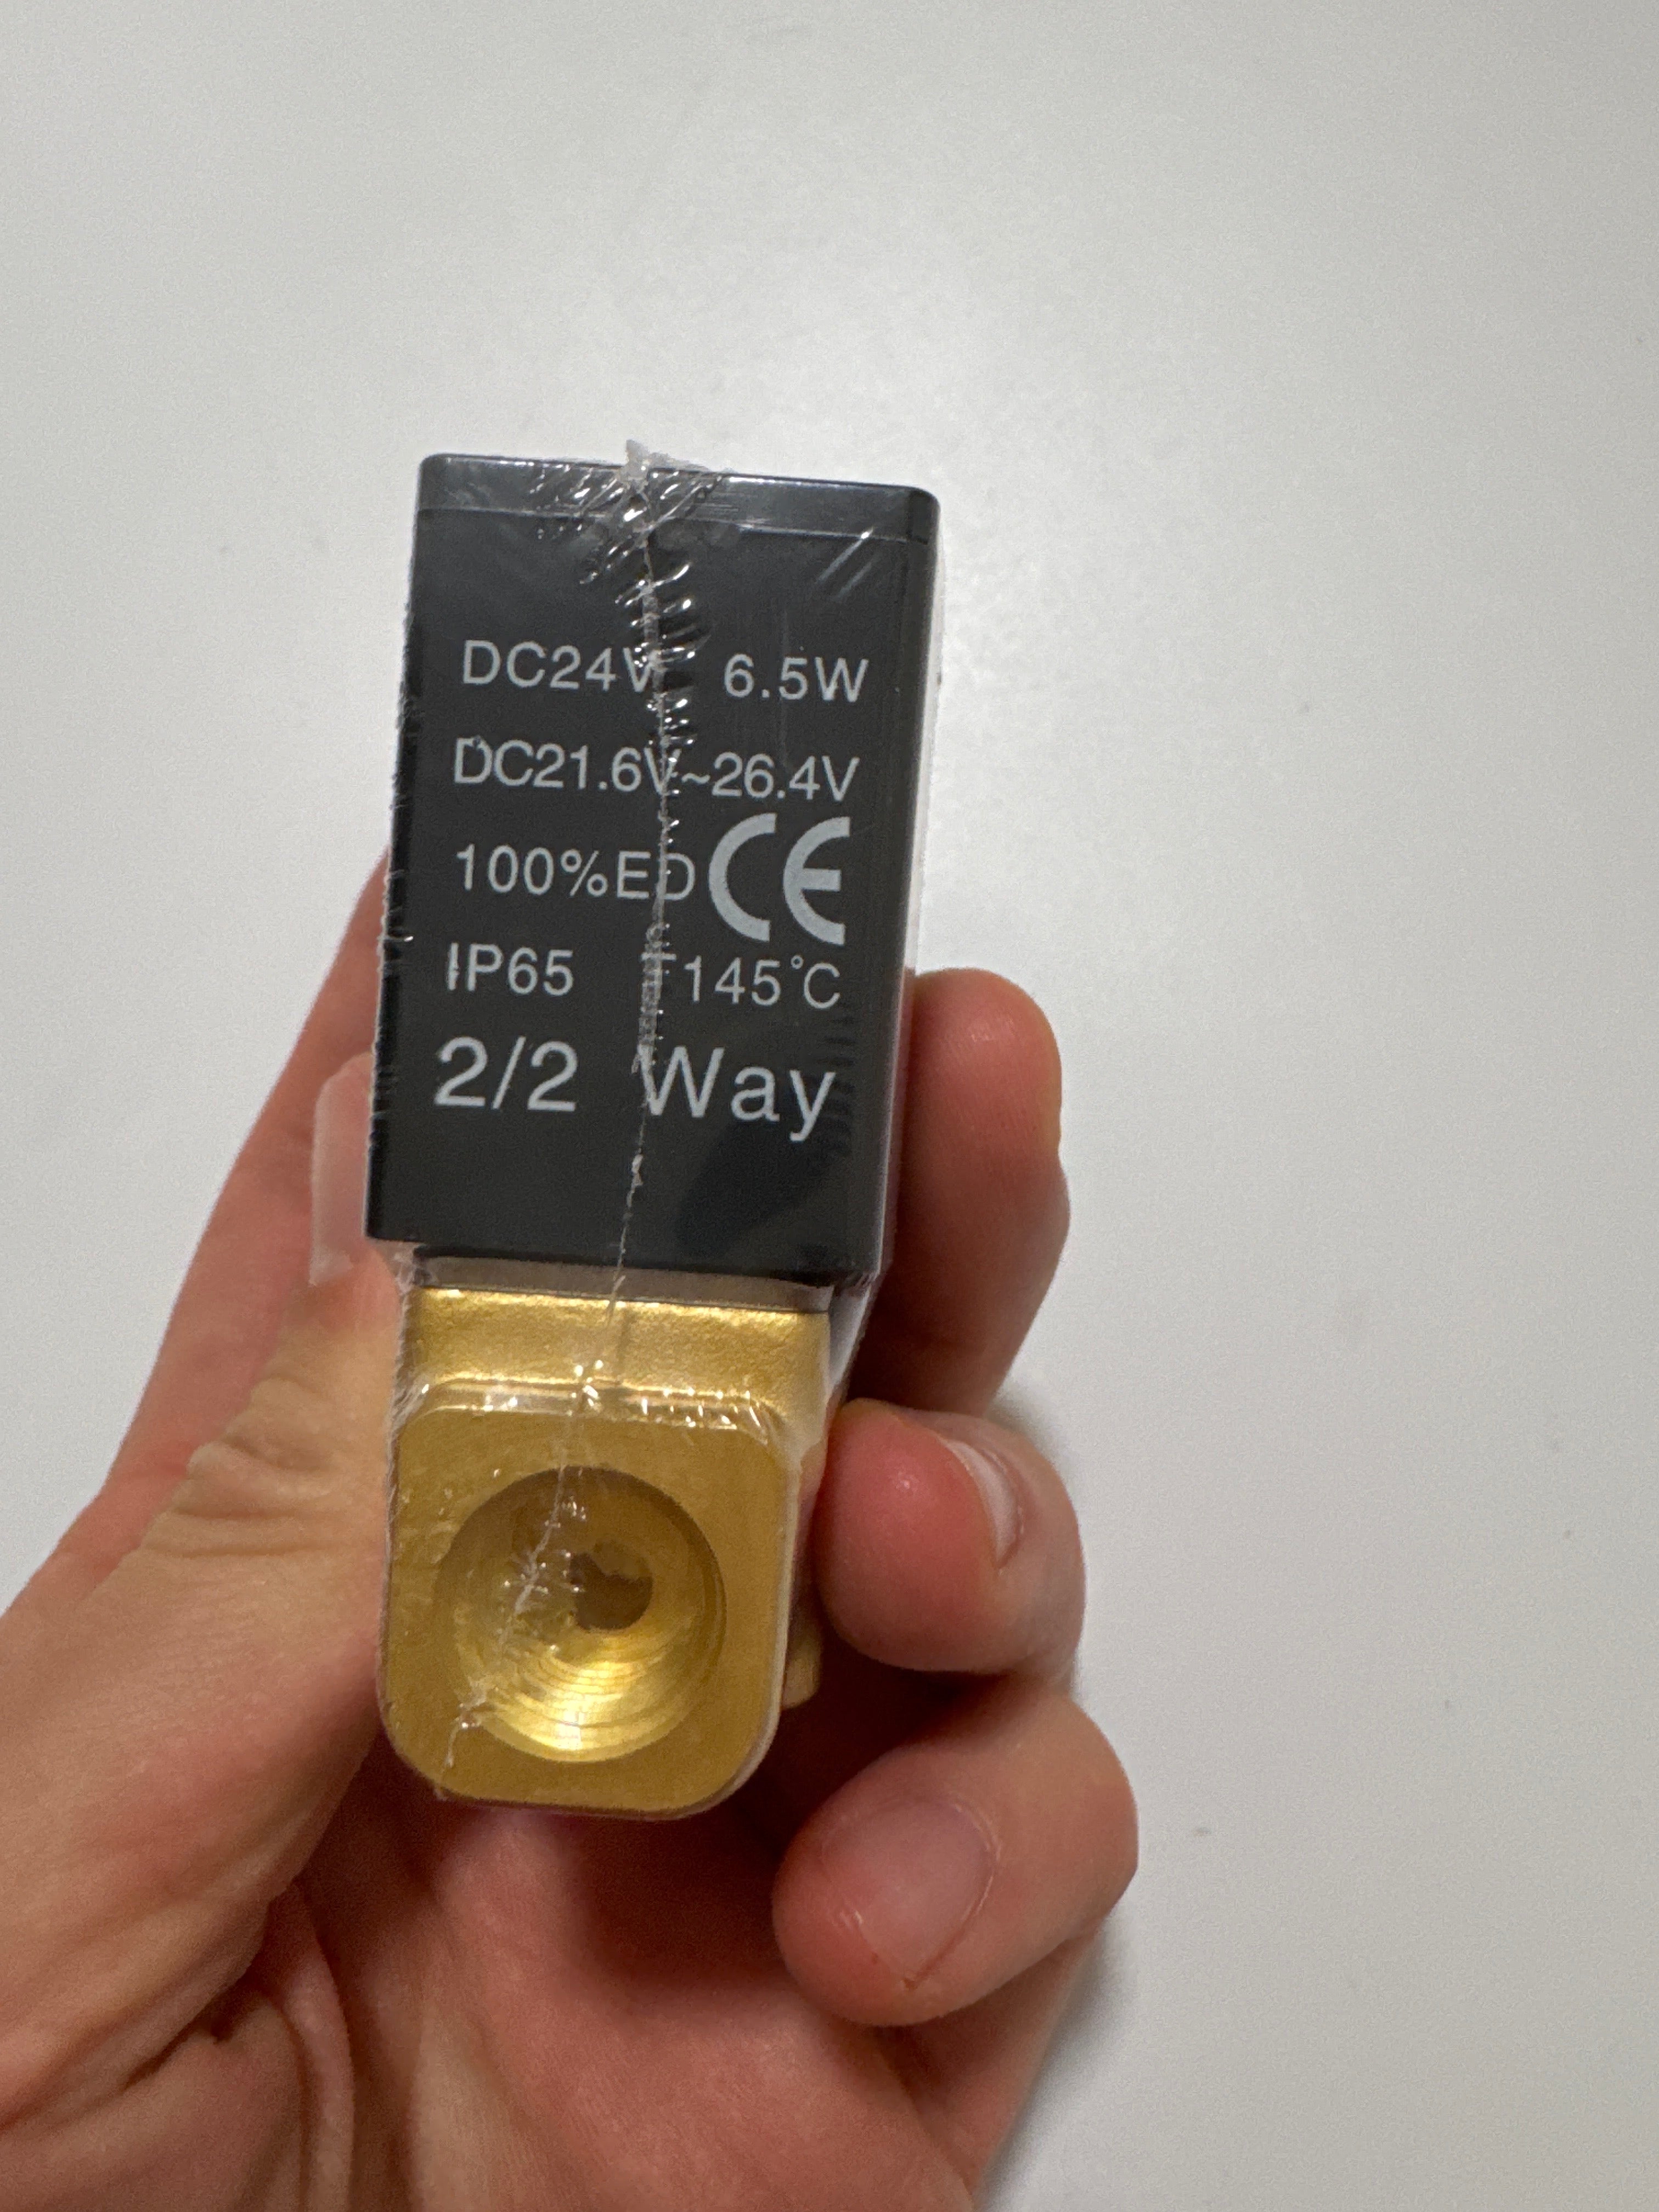 DC24V 6.5W
DC21.6V~26.4V
100%ED CE
IP65 T145°C
2/2 Way